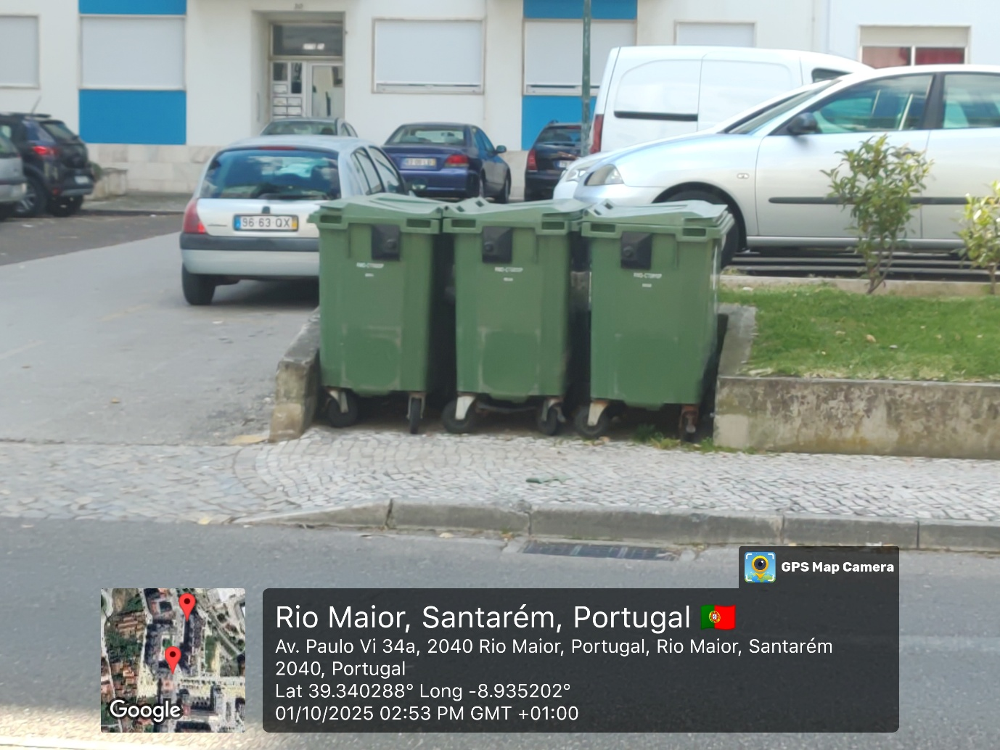 96 63 QX
GPS Map Camera
Rio Maior, Santarém, Portugal 🇵🇹
Av. Paulo Vi 34a, 2040 Rio Maior, Portugal, Rio Maior, Santarém
2040, Portugal
Lat 39.340288° Long -8.935202°
01/10/2025 02:53 PM GMT +01:00
Google